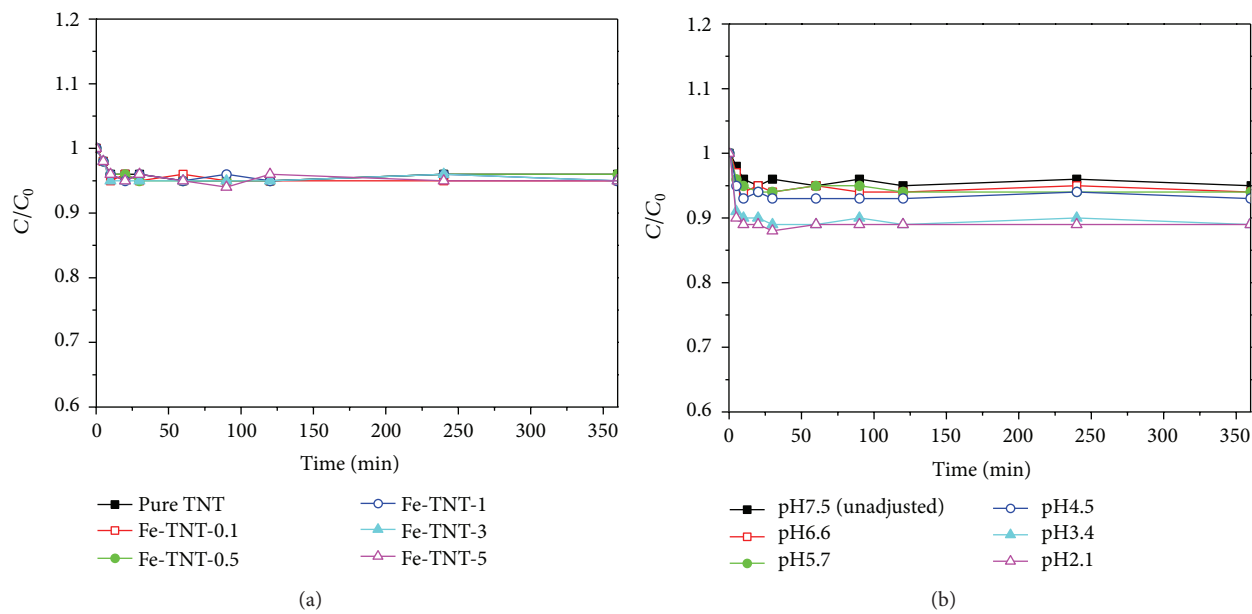 1.2
1.1
1
0.9
0.8
0.7
0.6
C/C0
0 50 100 150 200 250 300 350
Time (min)
Pure TNT
Fe-TNT-0.1
Fe-TNT-0.5
Fe-TNT-1
Fe-TNT-3
Fe-TNT-5
(a)
1.2
1.1
1
0.9
0.8
0.7
0.6
C/C0
0 50 100 150 200 250 300 350
Time (min)
pH7.5 (unadjusted)
pH6.6
pH5.7
pH4.5
pH3.4
pH2.1
(b)